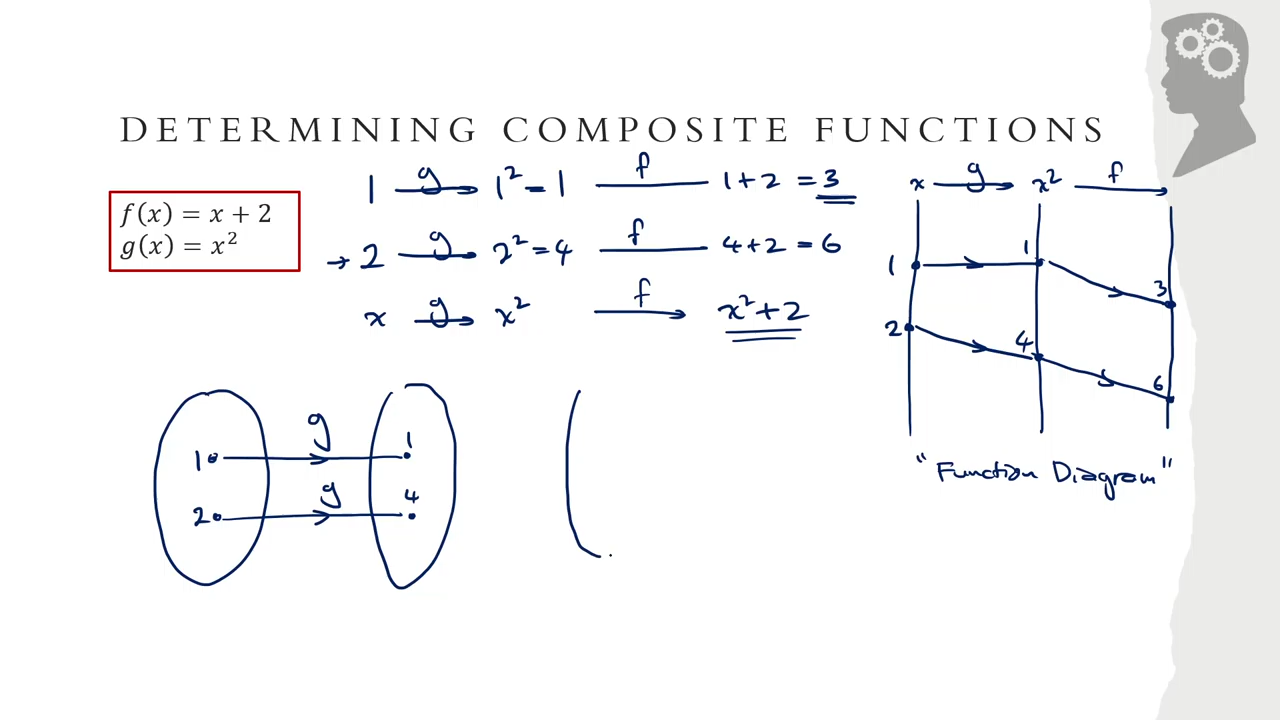 DETERMINING COMPOSITE FUNCTIONS
f(x) = x + 2
g(x) = x²
1 g 1² = 1 f 1 + 2 = 3
→ 2 g 2² = 4 f 4 + 2 = 6
x g x² f x² + 2
x g x² f
1 1 3
2 4 6
"Function Diagram"
1 g 1
2 g 4